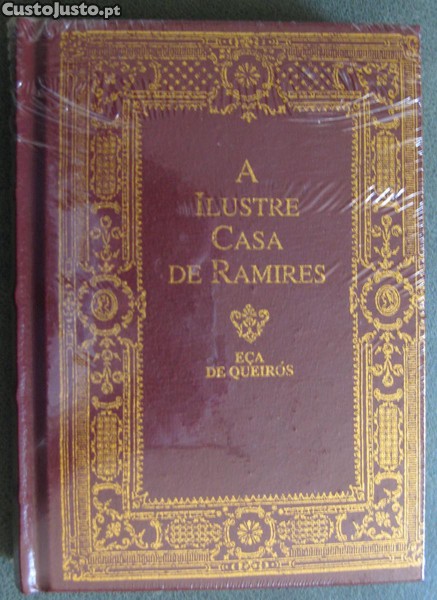 CustoJusto.pt
A
ILUSTRE
CASA
DE RAMIRES
EÇA
DE QUEIRÓS